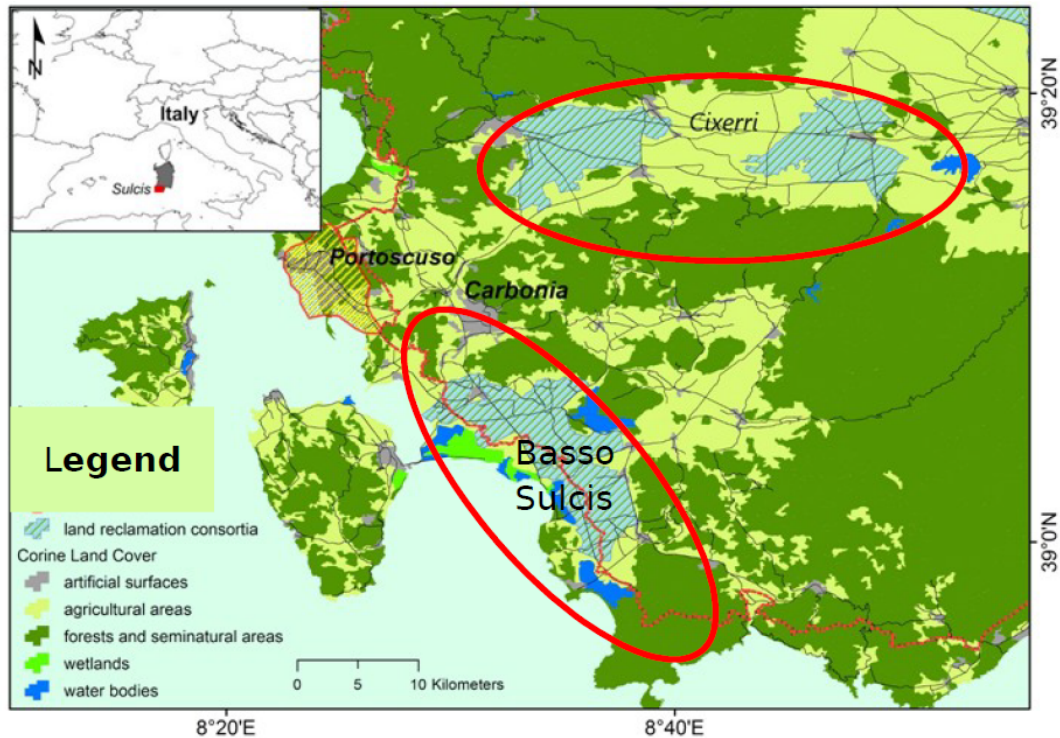 N
Italy
Sulcis
Cixerri
39°20'N
Portoscuso
Carbonia
Basso
Sulcis
39°0'N
Legend
land reclamation consortia
Corine Land Cover
artificial surfaces
agricultural areas
forests and seminatural areas
wetlands
water bodies
0 5 10 Kilometers
8°20'E
8°40'E